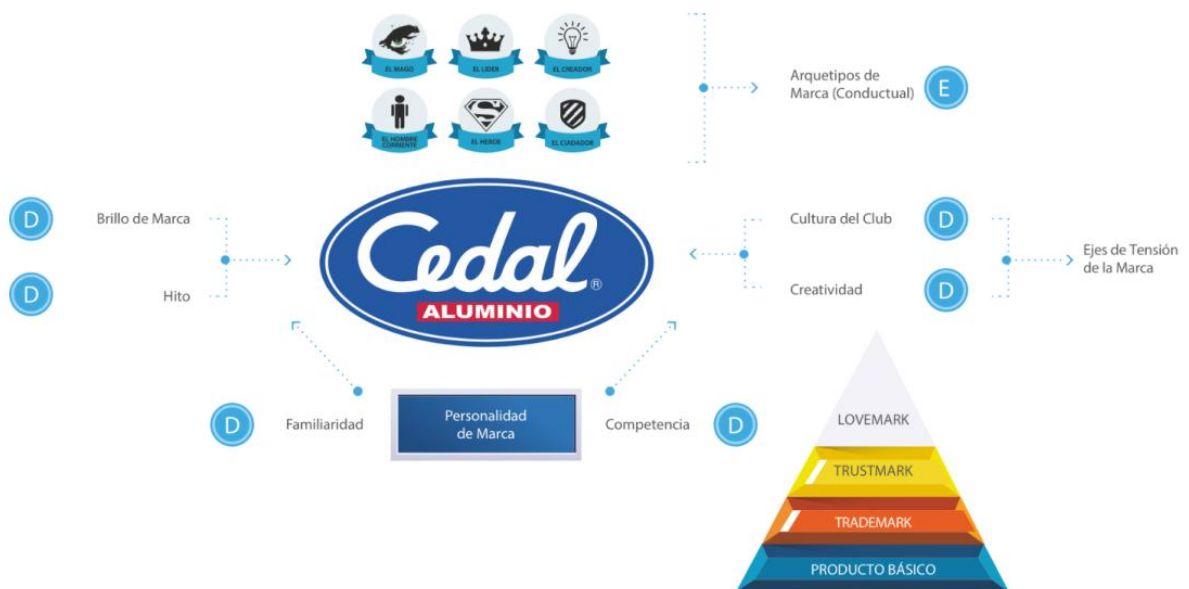 EL MAGO
EL LIDER
EL CREADOR
EL HOMBRE
CORRIENTE
EL HEROE
EL CUIDADOR
Arquetipos de
Marca (Conductual)
E
D
Brillo de Marca
D
Hito
Cedal®
ALUMINIO
Cultura del Club
D
Creatividad
D
Ejes de Tensión
de la Marca
D
Familiaridad
Personalidad
de Marca
Competencia
D
LOVEMARK
TRUSTMARK
TRADEMARK
PRODUCTO BÁSICO